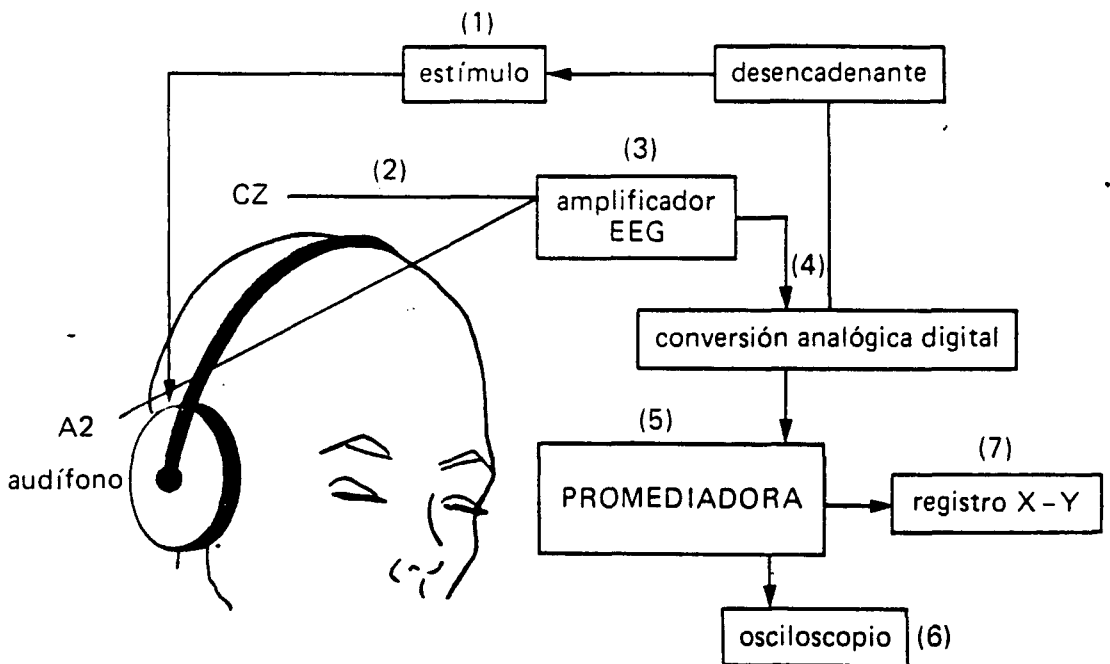 (1)
estímulo
desencadenante
(2)
CZ
(3)
amplificador
EEG
(4)
conversión analógica digital
A2
audífono
(5)
PROMEDIADORA
(7)
registro X – Y
osciloscopio
(6)